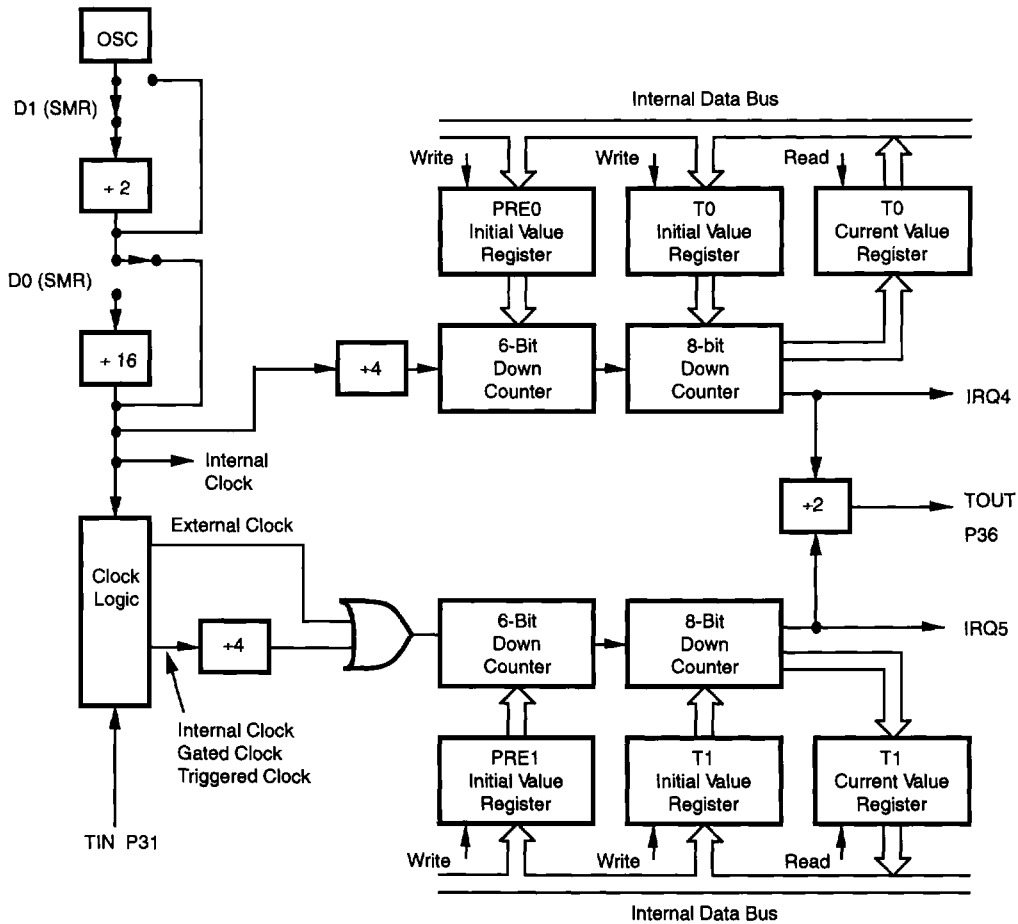 OSC
D1 (SMR)
÷ 2
D0 (SMR)
÷ 16
Internal Data Bus
Write
Write
Read
PRE0
Initial Value
Register
T0
Initial Value
Register
T0
Current Value
Register
÷4
6-Bit
Down
Counter
8-bit
Down
Counter
IRQ4
Internal
Clock
÷2
TOUT
P36
External Clock
Clock
Logic
÷4
6-Bit
Down
Counter
8-Bit
Down
Counter
IRQ5
Internal Clock
Gated Clock
Triggered Clock
PRE1
Initial Value
Register
T1
Initial Value
Register
T1
Current Value
Register
TIN P31
Write
Write
Read
Internal Data Bus